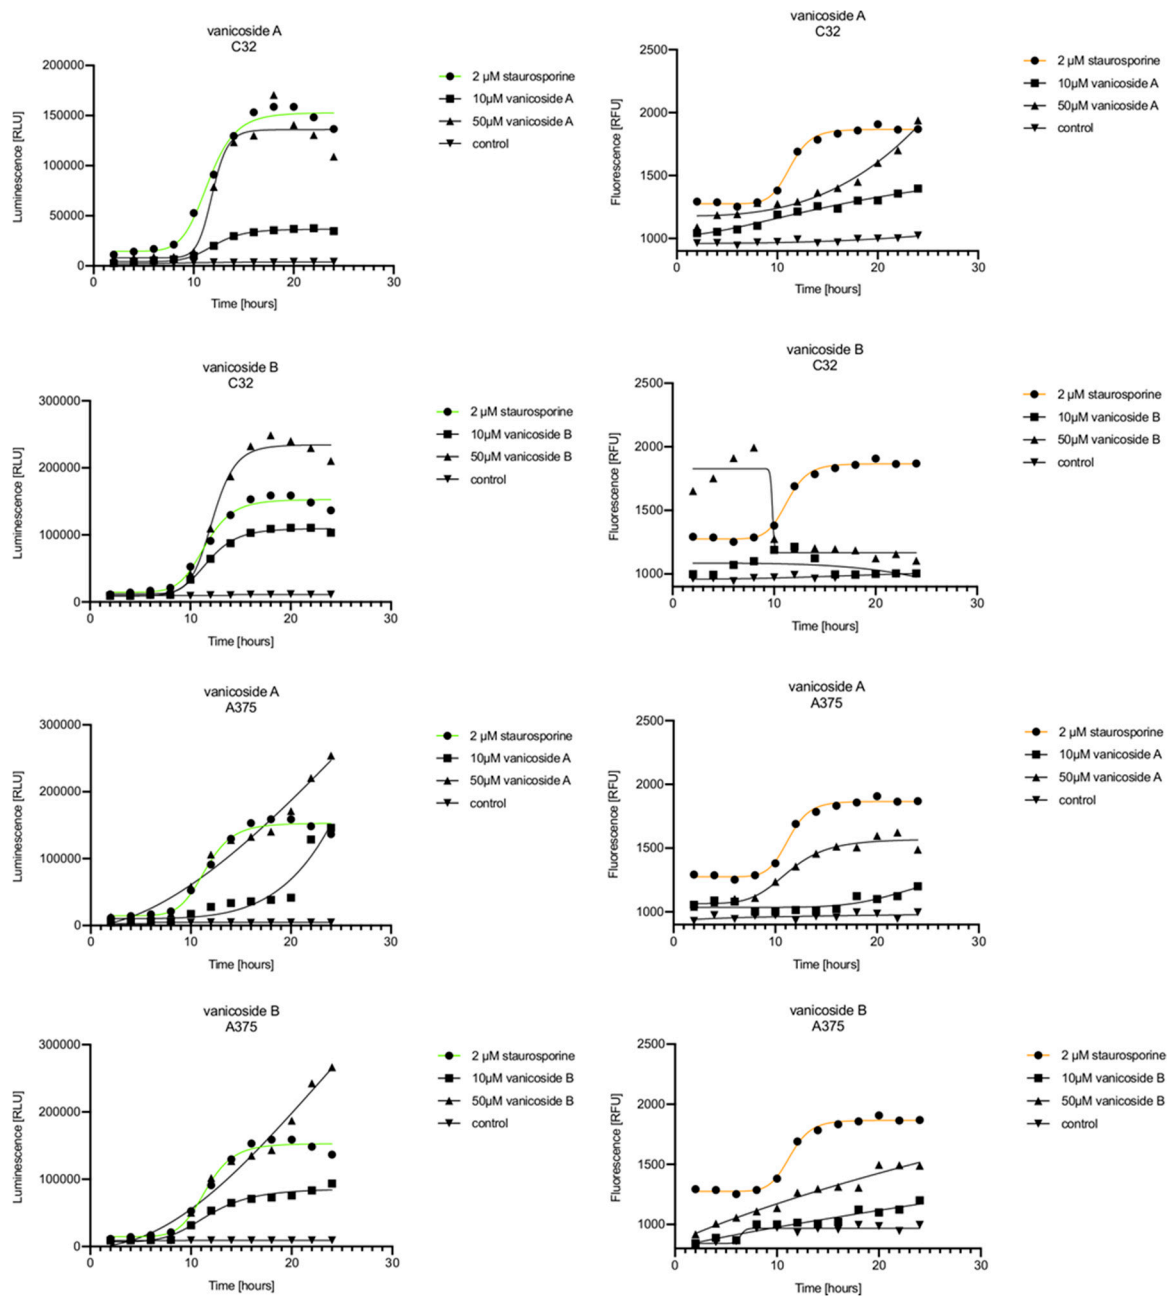 vanicoside A
C32
200000
150000
100000
50000
0
0
10
20
30
Luminescence [RLU]
Time [hours]
2 µM staurosporine
10µM vanicoside A
50µM vanicoside A
control
vanicoside A
C32
2500
2000
1500
1000
0
10
20
30
Fluorescence [RFU]
Time [hours]
2 µM staurosporine
10µM vanicoside A
50µM vanicoside A
control
vanicoside B
C32
300000
200000
100000
0
0
10
20
30
Luminescence [RLU]
Time [hours]
2 µM staurosporine
10µM vanicoside B
50µM vanicoside B
control
vanicoside B
C32
2500
2000
1500
1000
0
10
20
30
Fluorescence [RFU]
Time [hours]
2 µM staurosporine
10µM vanicoside B
50µM vanicoside B
control
vanicoside A
A375
300000
200000
100000
0
0
10
20
30
Luminescence [RLU]
Time [hours]
2 µM staurosporine
10µM vanicoside A
50µM vanicoside A
control
vanicoside A
A375
2500
2000
1500
1000
0
10
20
30
Fluorescence [RFU]
Time [hours]
2 µM staurosporine
10µM vanicoside A
50µM vanicoside A
control
vanicoside B
A375
300000
200000
100000
0
0
10
20
30
Luminescence [RLU]
Time [hours]
2 µM staurosporine
10µM vanicoside B
50µM vanicoside B
control
vanicoside B
A375
2500
2000
1500
1000
0
10
20
30
Fluorescence [RFU]
Time [hours]
2 µM staurosporine
10µM vanicoside B
50µM vanicoside B
control